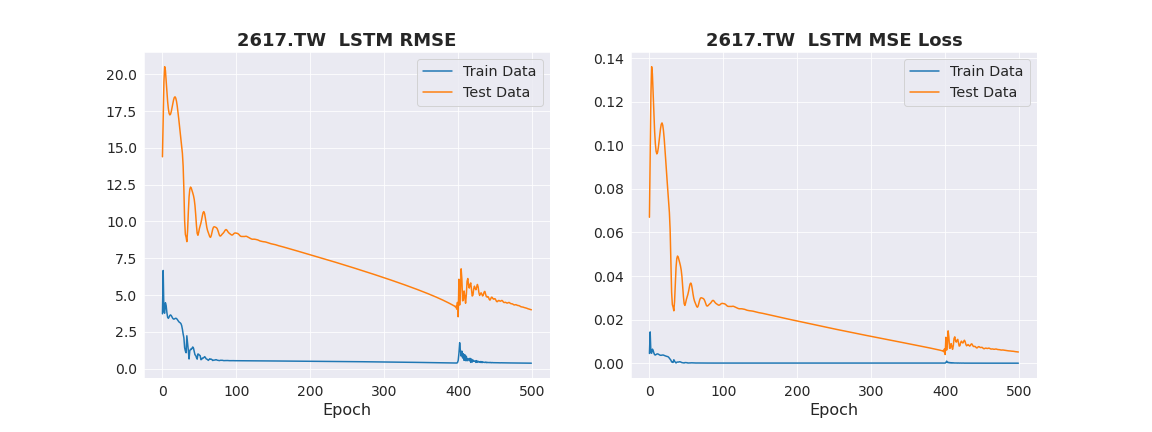 2617.TW  LSTM RMSE
20.0
17.5
15.0
12.5
10.0
7.5
5.0
2.5
0.0
0 100 200 300 400 500
Epoch
Train Data
Test Data
2617.TW  LSTM MSE Loss
0.14
0.12
0.10
0.08
0.06
0.04
0.02
0.00
0 100 200 300 400 500
Epoch
Train Data
Test Data